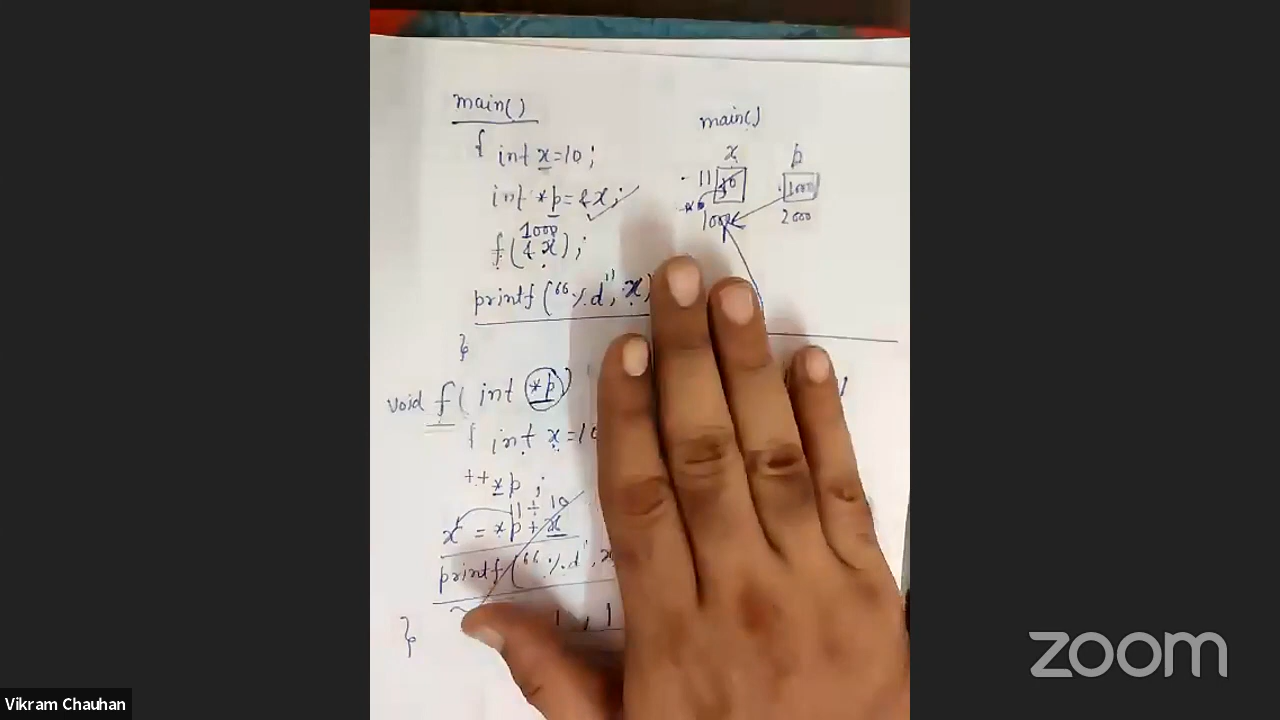 main()
{ int x=10;
int *p=&x;
1000
f(&x);
printf("%d", x)
}
void f( int *p)
{ int x=10
++*p ;
11 + 10
x = *p + x
printf("%d", x
}
main()
x p
11 10 1000
1000 2000
zoom
Vikram Chauhan